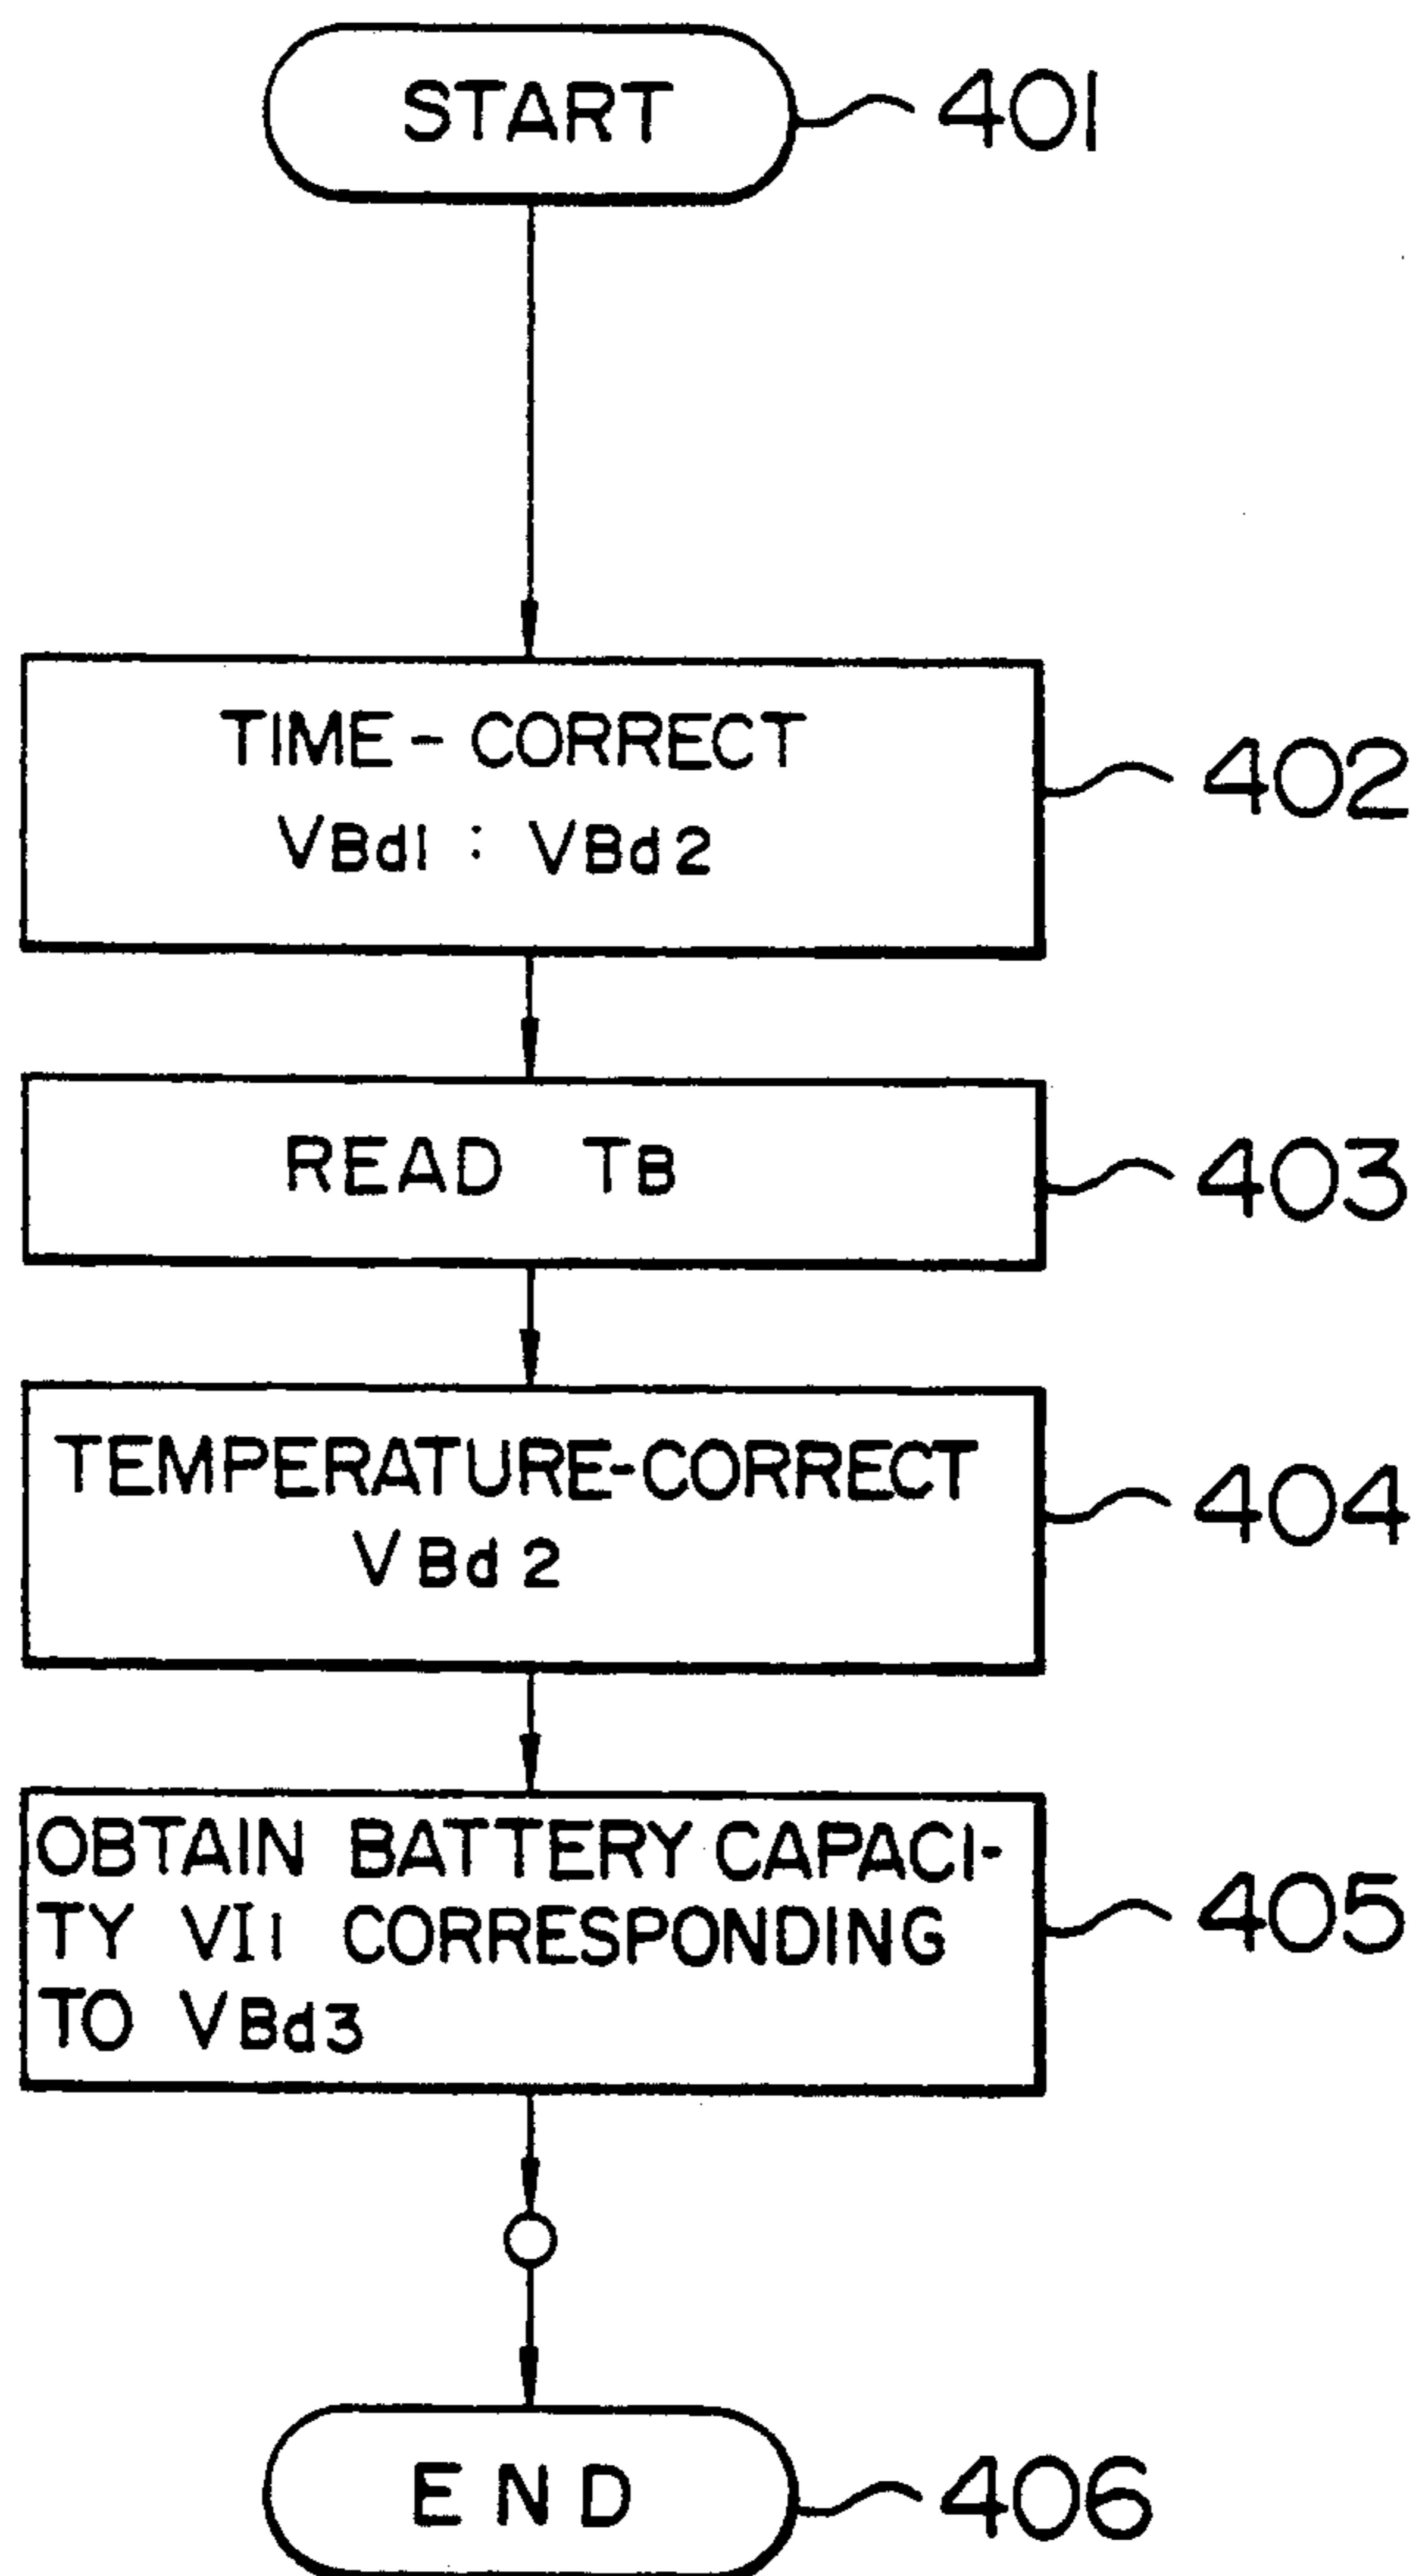 START
401
TIME - CORRECT
VBd1 : VBd2
402
READ TB
403
TEMPERATURE-CORRECT
VBd2
404
OBTAIN BATTERY CAPACI-
TY VI1 CORRESPONDING
TO VBd3
405
END
406